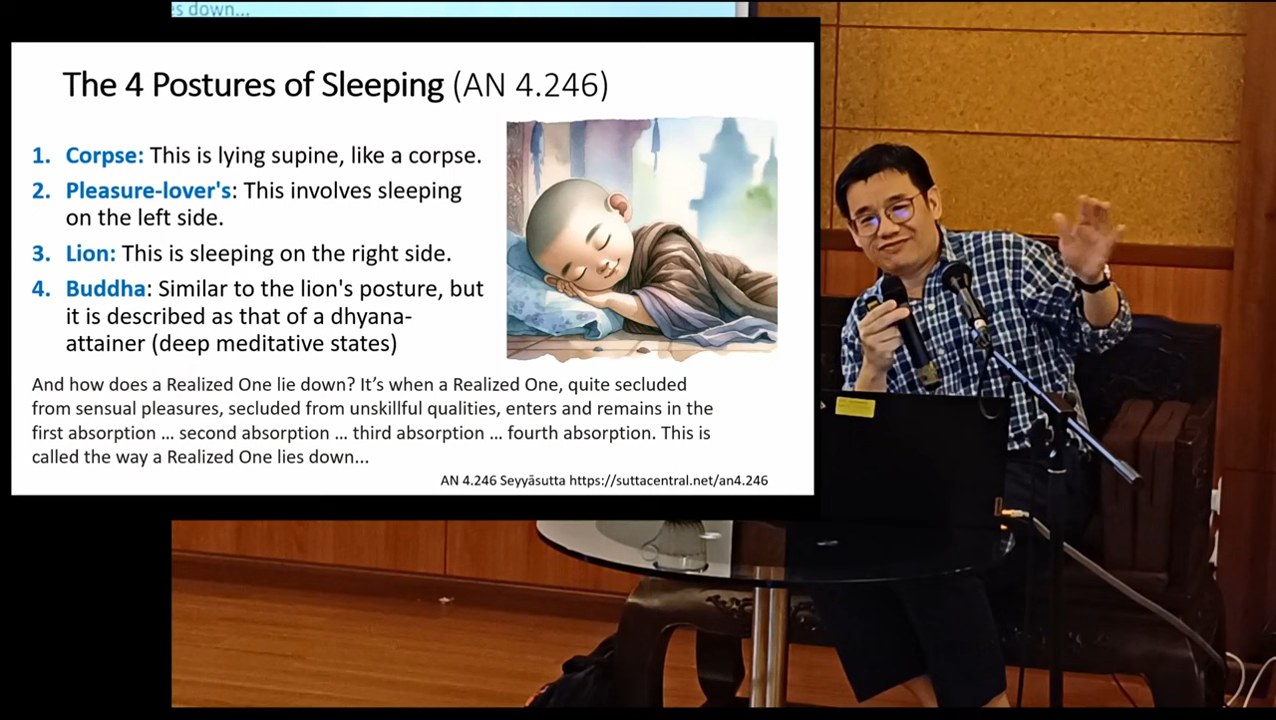 s down...
The 4 Postures of Sleeping (AN 4.246)
1. Corpse: This is lying supine, like a corpse.
2. Pleasure-lover's: This involves sleeping
on the left side.
3. Lion: This is sleeping on the right side.
4. Buddha: Similar to the lion's posture, but
it is described as that of a dhyana-
attainer (deep meditative states)
And how does a Realized One lie down? It’s when a Realized One, quite secluded
from sensual pleasures, secluded from unskillful qualities, enters and remains in the
first absorption ... second absorption ... third absorption ... fourth absorption. This is
called the way a Realized One lies down...
AN 4.246 Seyyāsutta https://suttacentral.net/an4.246